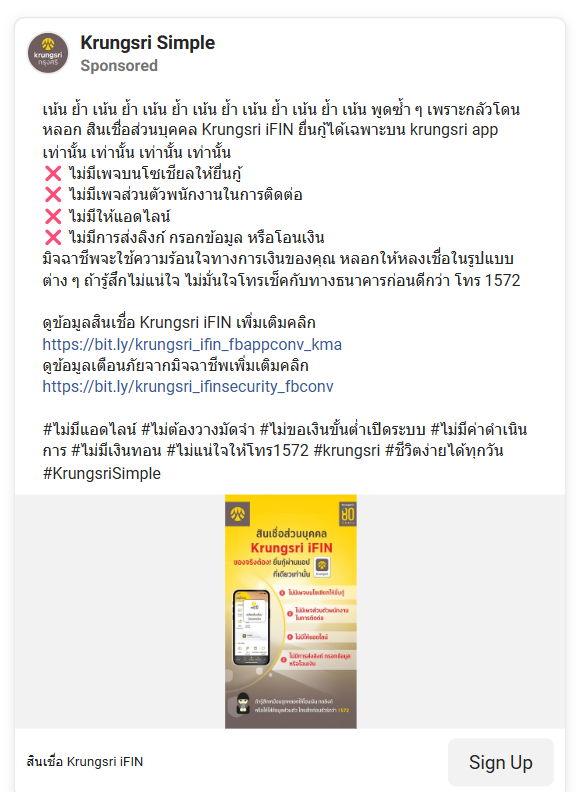 krungsri
กรุงศรี
Krungsri Simple
Sponsored
เน้น ย้ำ เน้น ย้ำ เน้น ย้ำ เน้น ย้ำ เน้น ย้ำ เน้น ย้ำ เน้น พูดซ้ำ ๆ เพราะกลัวโดน
หลอก สินเชื่อส่วนบุคคล Krungsri iFIN ยื่นกู้ได้เฉพาะบน krungsri app
เท่านั้น เท่านั้น เท่านั้น เท่านั้น
❌ ไม่มีเพจบนโซเชียลให้ยื่นกู้
❌ ไม่มีเพจส่วนตัวพนักงานในการติดต่อ
❌ ไม่มีให้แอดไลน์
❌ ไม่มีการส่งลิงก์ กรอกข้อมูล หรือโอนเงิน
มิจฉาชีพจะใช้ความร้อนใจทางการเงินของคุณ หลอกให้หลงเชื่อในรูปแบบ
ต่าง ๆ ถ้ารู้สึกไม่แน่ใจ ไม่มั่นใจโทรเช็คกับทางธนาคารก่อนดีกว่า โทร 1572
ดูข้อมูลสินเชื่อ Krungsri iFIN เพิ่มเติมคลิก
https://bit.ly/krungsri_ifin_fbappconv_kma
ดูข้อมูลเตือนภัยจากมิจฉาชีพเพิ่มเติมคลิก
https://bit.ly/krungsri_ifinsecurity_fbconv
#ไม่มีแอดไลน์ #ไม่ต้องวางมัดจำ #ไม่ขอเงินขั้นต่ำเปิดระบบ #ไม่มีค่าดำเนิน
การ #ไม่มีเงินทอน #ไม่แน่ใจให้โทร1572 #krungsri #ชีวิตง่ายได้ทุกวัน
#KrungsriSimple
สินเชื่อส่วนบุคคล
Krungsri iFIN
ของจริงต้อง! ยื่นกู้ผ่านแอป
ที่เดียวเท่านั้น
ไม่มีเพจบนโซเชียลให้ยื่นกู้
ไม่มีเพจส่วนตัวพนักงาน
ในการติดต่อ
ไม่มีให้แอดไลน์
ไม่มีการส่งลิงก์ กรอกข้อมูล
หรือโอนเงิน
1572
สินเชื่อ Krungsri iFIN
Sign Up